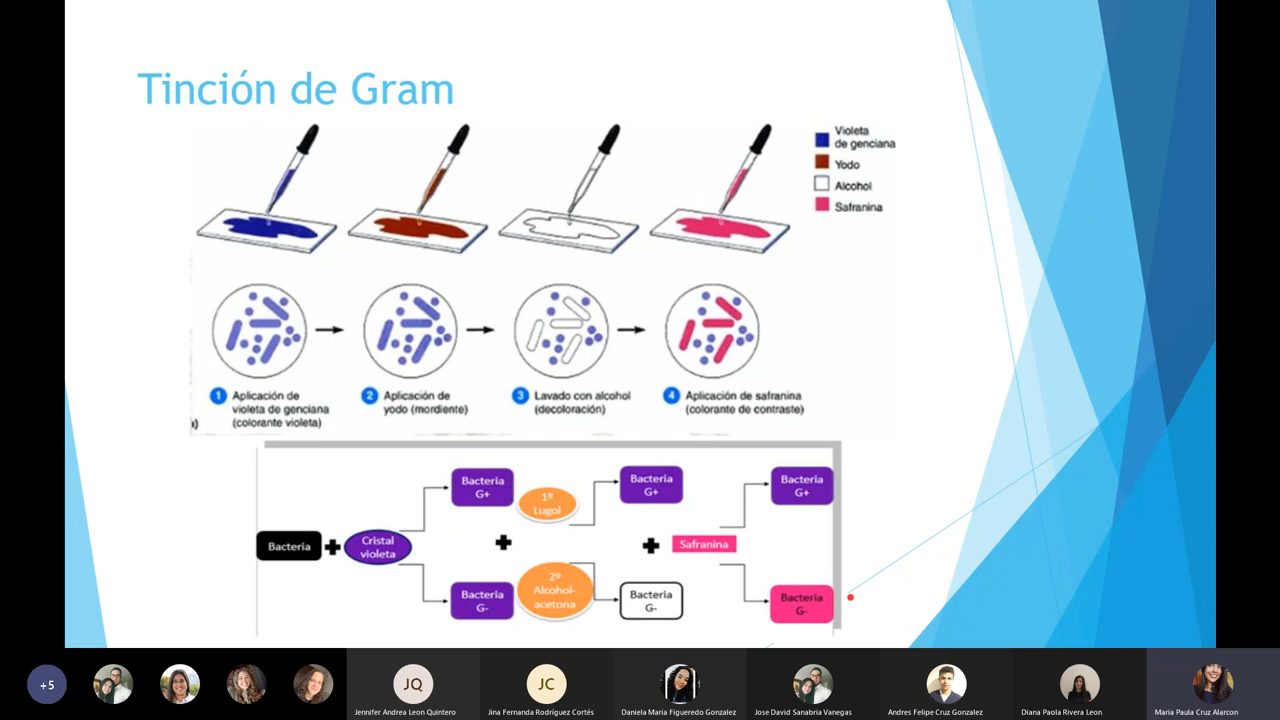 Tinción de Gram
Violeta
de genciana
Yodo
Alcohol
Safranina
1 Aplicación de
violeta de genciana
(colorante violeta)
2 Aplicación de
yodo (mordiente)
3 Lavado con alcohol
(decoloración)
4 Aplicación de safranina
(colorante de contraste)
)
Bacteria
Cristal
violeta
Bacteria
G+
Bacteria
G-
1º
Lugol
2º
Alcohol-
acetona
Bacteria
G+
Bacteria
G-
Safranina
Bacteria
G+
Bacteria
G-
+5
JQ
Jennifer Andrea Leon Quintero
JC
Jina Fernanda Rodríguez Cortés
Daniela Maria Figueredo Gonzalez
Jose David Sanabria Vanegas
Andres Felipe Cruz Gonzalez
Diana Paola Rivera Leon
Maria Paula Cruz Alarcon